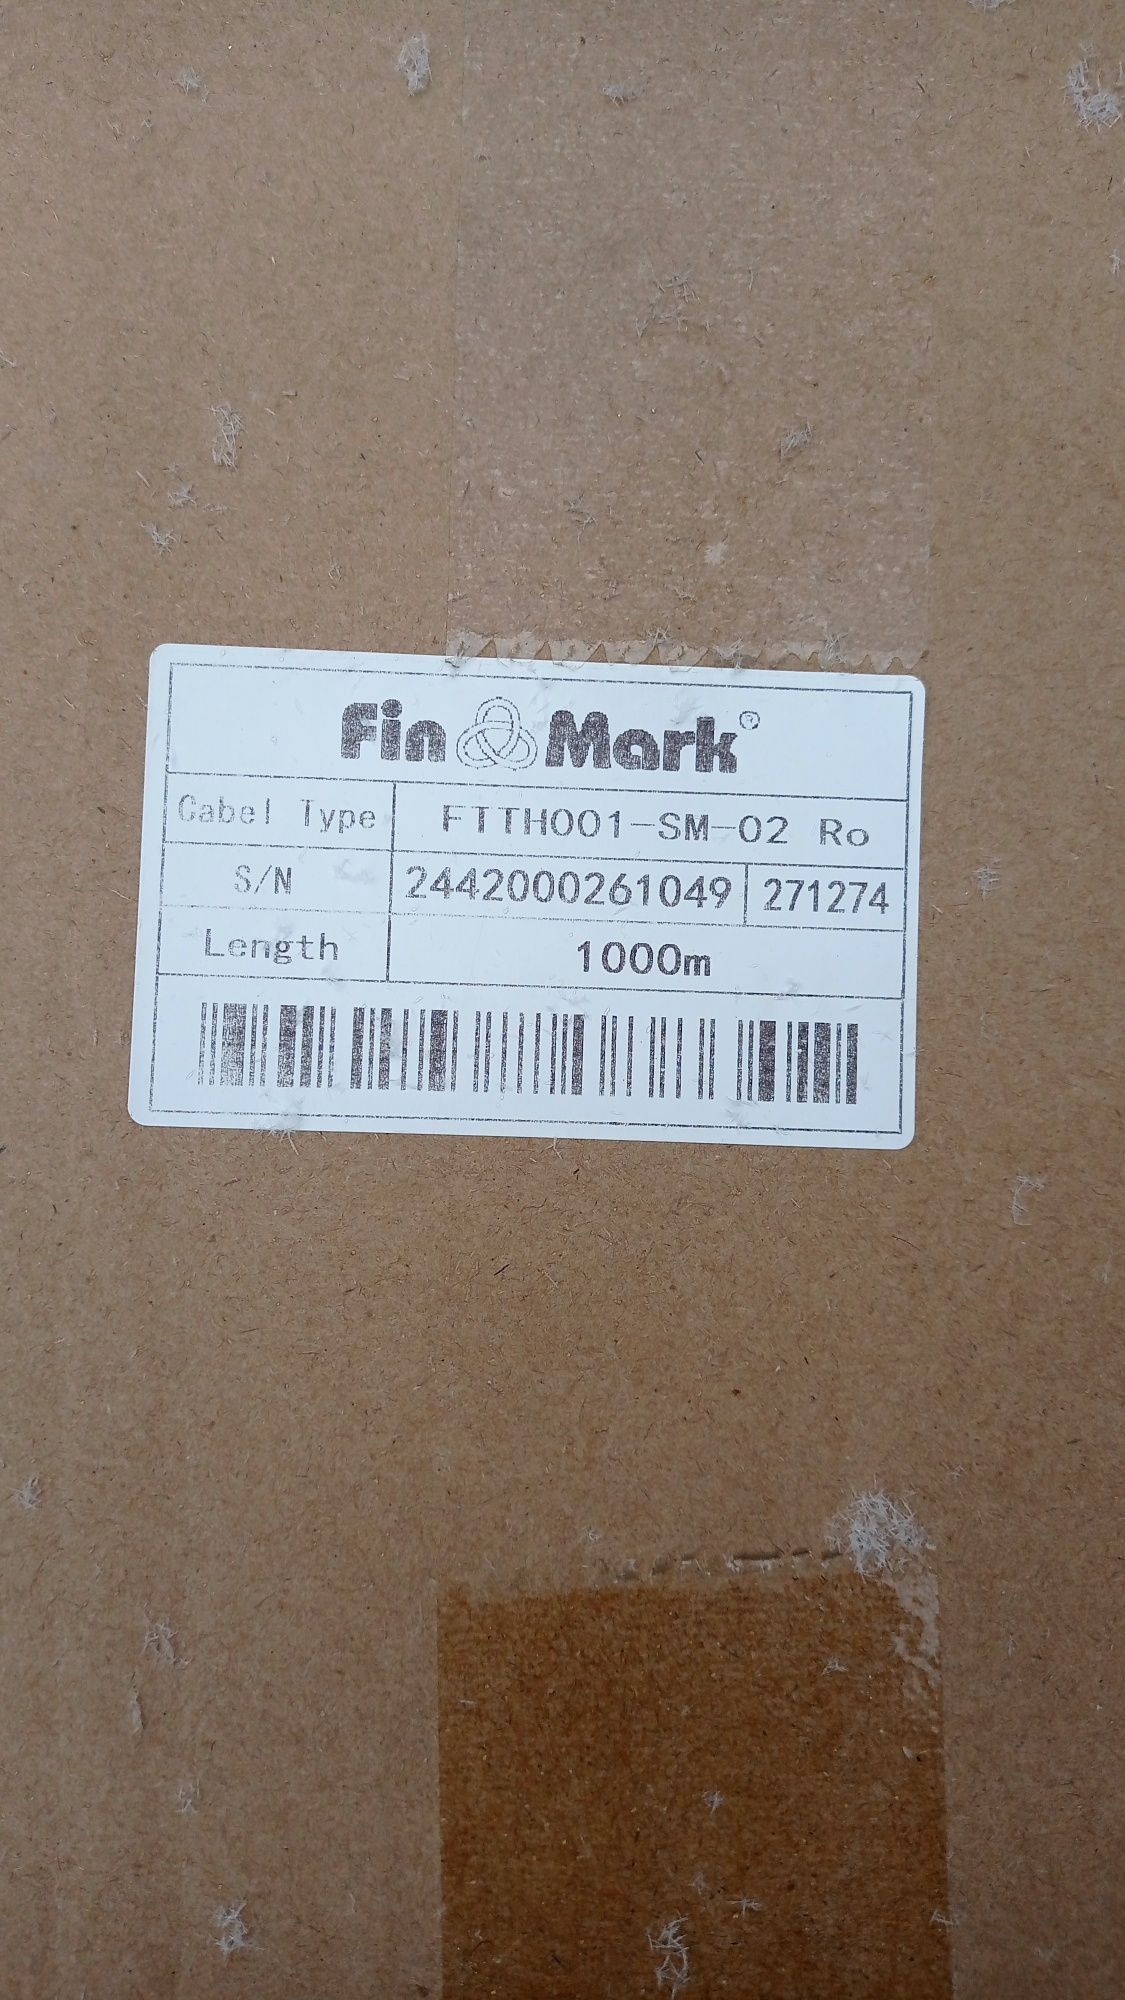 Fin Mark®
Cabel Type FTTH001-SM-02 Ro
S/N 2442000261049 271274
Length 1000m